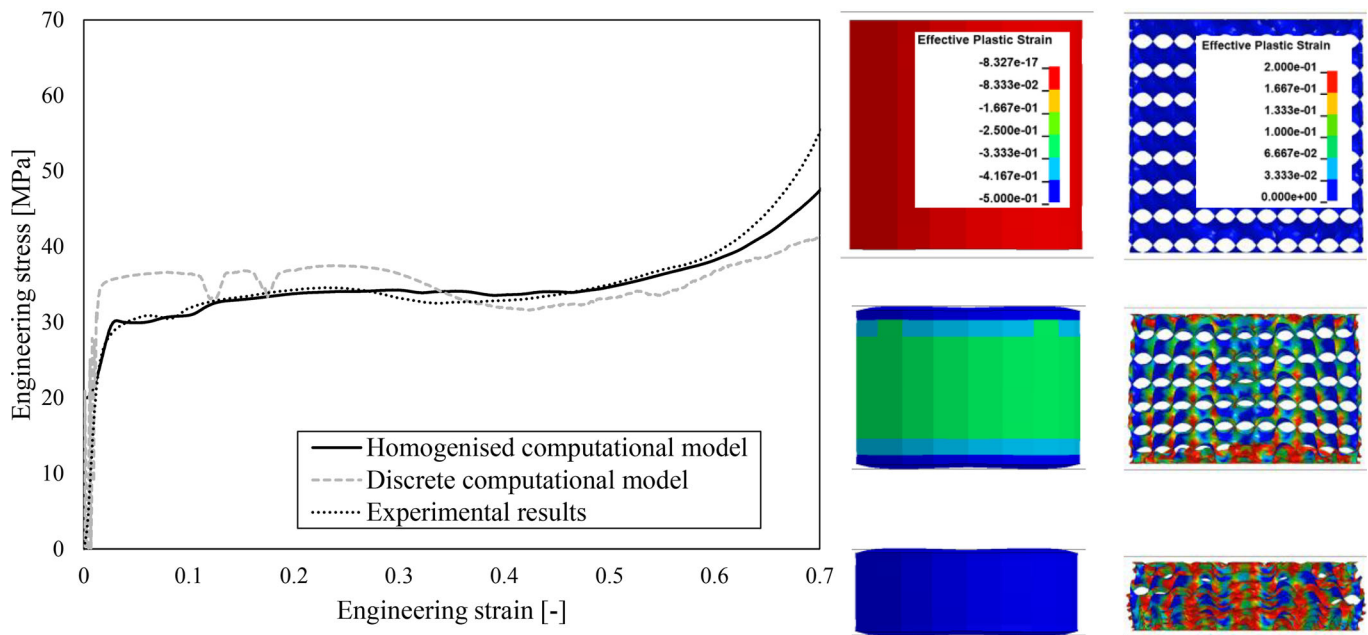 70
60
50
40
30
20
10
0
Engineering stress [MPa]
0
0.1
0.2
0.3
0.4
0.5
0.6
0.7
Engineering strain [-]
Homogenised computational model
Discrete computational model
Experimental results
Effective Plastic Strain
-8.327e-17
-8.333e-02
-1.667e-01
-2.500e-01
-3.333e-01
-4.167e-01
-5.000e-01
Effective Plastic Strain
2.000e-01
1.667e-01
1.333e-01
1.000e-01
6.667e-02
3.333e-02
0.000e+00